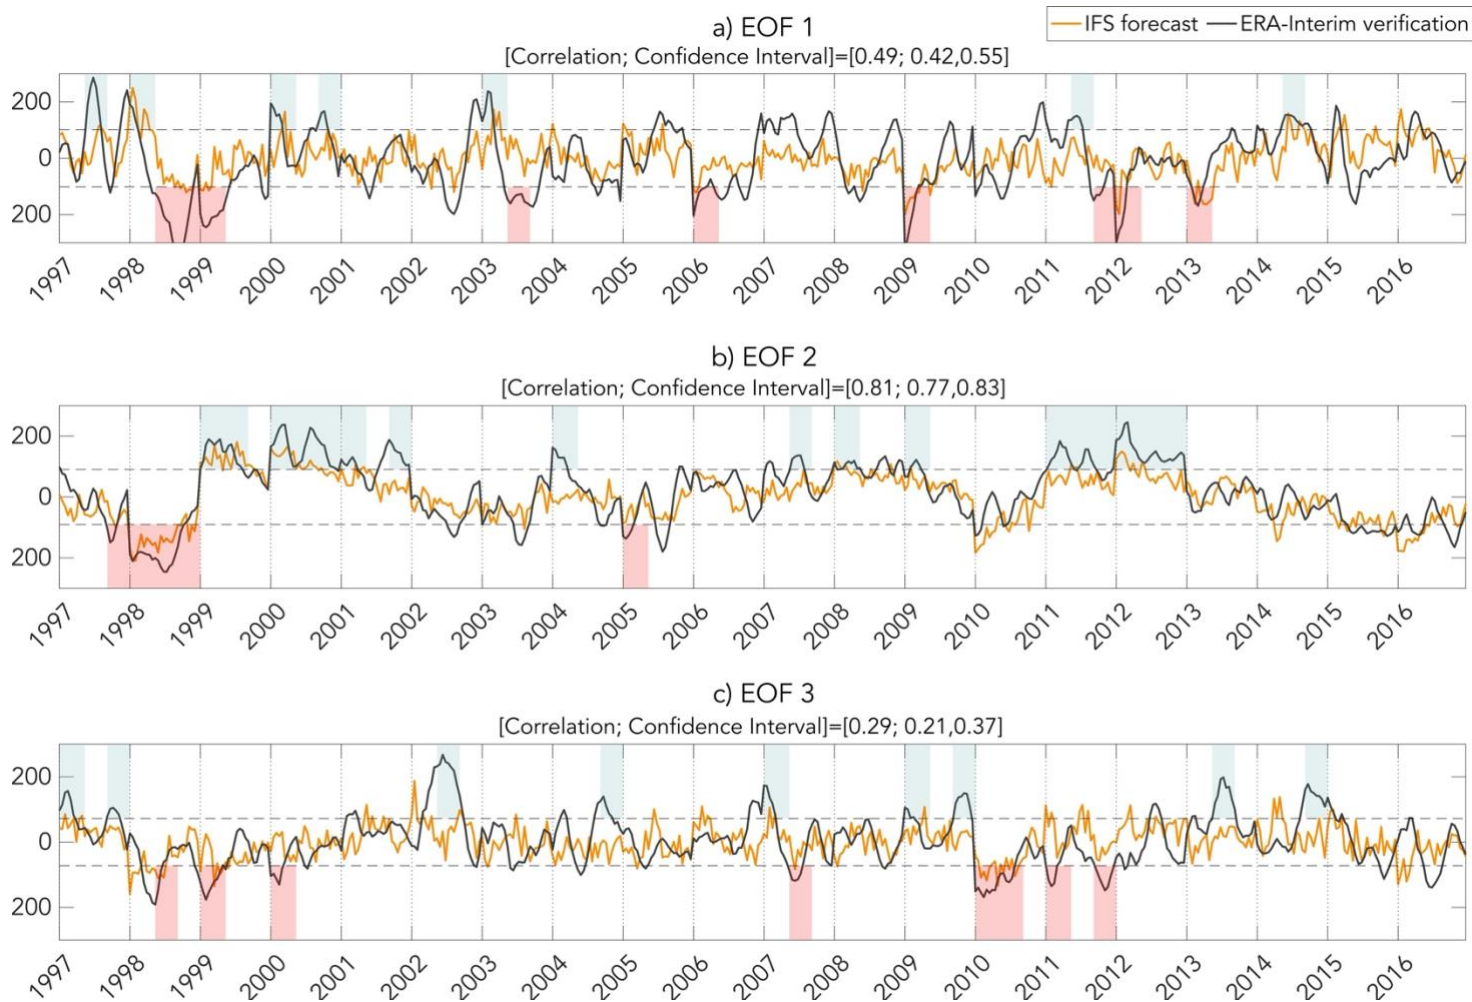 a) EOF 1
IFS forecast ERA-Interim verification
[Correlation; Confidence Interval]=[0.49; 0.42,0.55]
200
0
200
1997 1998 1999 2000 2001 2002 2003 2004 2005 2006 2007 2008 2009 2010 2011 2012 2013 2014 2015 2016
b) EOF 2
[Correlation; Confidence Interval]=[0.81; 0.77,0.83]
200
0
200
1997 1998 1999 2000 2001 2002 2003 2004 2005 2006 2007 2008 2009 2010 2011 2012 2013 2014 2015 2016
c) EOF 3
[Correlation; Confidence Interval]=[0.29; 0.21,0.37]
200
0
200
1997 1998 1999 2000 2001 2002 2003 2004 2005 2006 2007 2008 2009 2010 2011 2012 2013 2014 2015 2016